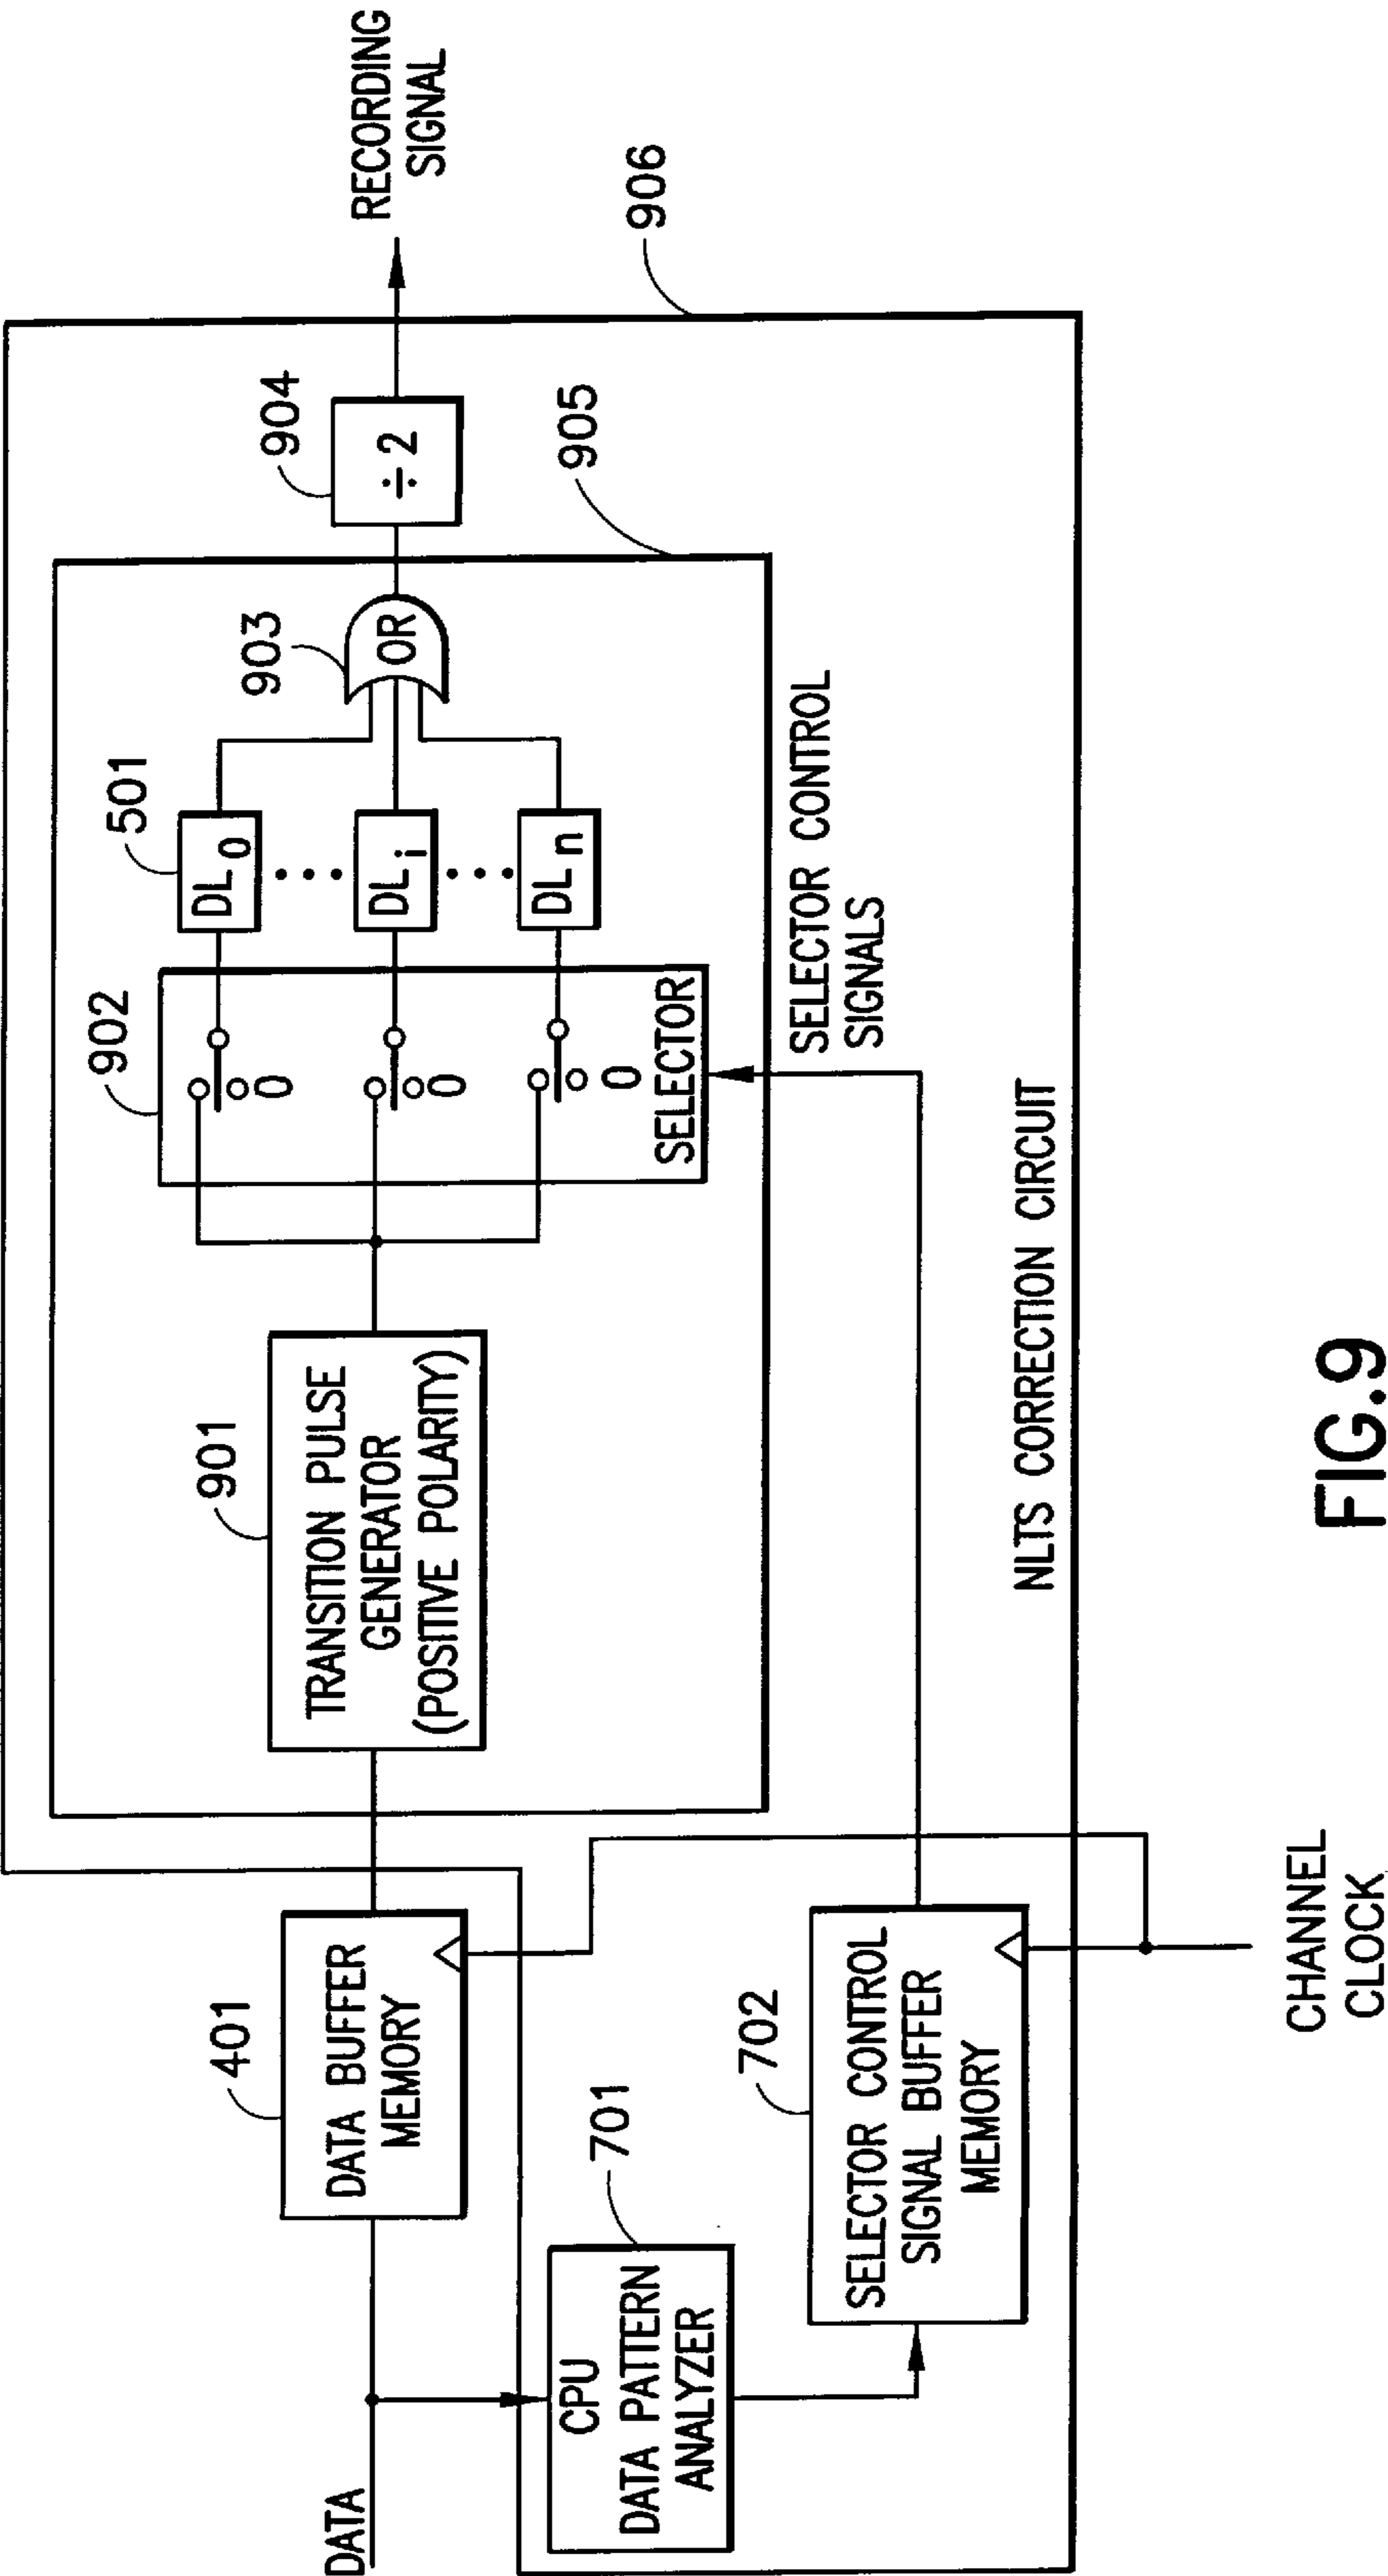 DATA
401
DATA BUFFER
MEMORY
CPU
DATA PATTERN
ANALYZER
701
702
SELECTOR CONTROL
SIGNAL BUFFER
MEMORY
CHANNEL
CLOCK
901
TRANSITION PULSE
GENERATOR
(POSITIVE POLARITY)
902
0
0
0
SELECTOR
501
DL0
DLi
DLn
903
OR
904
÷2
905
906
RECORDING
SIGNAL
SELECTOR CONTROL
SIGNALS
NLTS CORRECTION CIRCUIT
FIG.9